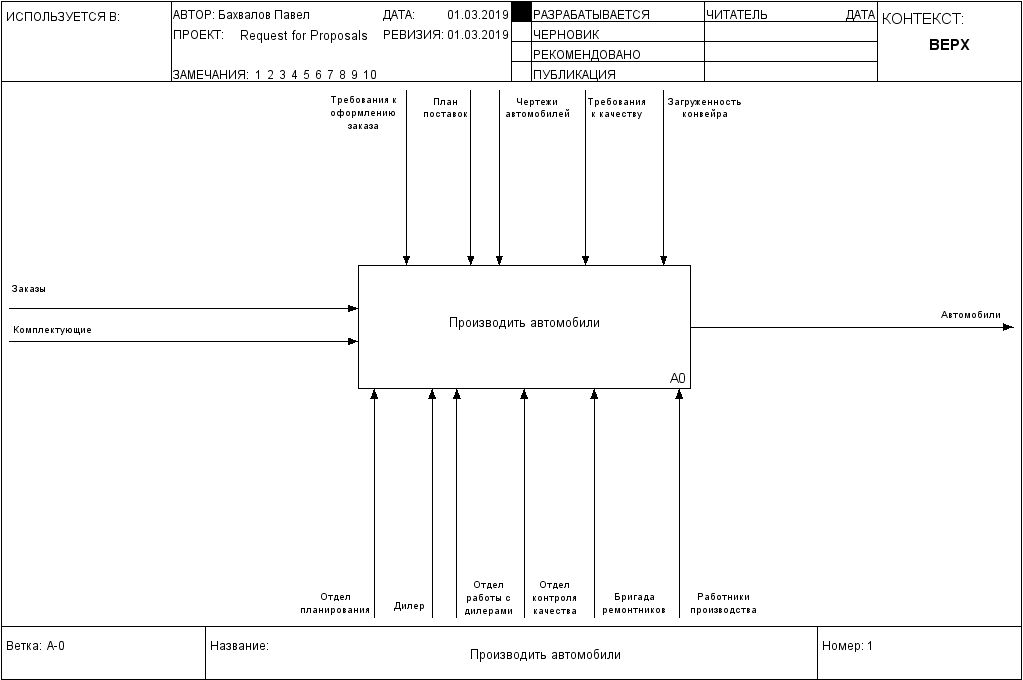 ИСПОЛЬЗУЕТСЯ В:
АВТОР: Бахвалов Павел
ДАТА: 01.03.2019
ПРОЕКТ: Request for Proposals
РЕВИЗИЯ: 01.03.2019
ЗАМЕЧАНИЯ: 1 2 3 4 5 6 7 8 9 10
РАЗРАБАТЫВАЕТСЯ
ЧЕРНОВИК
РЕКОМЕНДОВАНО
ПУБЛИКАЦИЯ
ЧИТАТЕЛЬ
ДАТА
КОНТЕКСТ:
ВЕРХ
Требования к
оформлению
заказа
План
поставок
Чертежи
автомобилей
Требования
к качеству
Загруженность
конвейра
Заказы
Комплектующие
Производить автомобили
A0
Автомобили
Отдел
планирования
Дилер
Отдел
работы с
дилерами
Отдел
контроля
качества
Бригада
ремонтников
Работники
производства
Ветка: A-0
Название:
Производить автомобили
Номер: 1